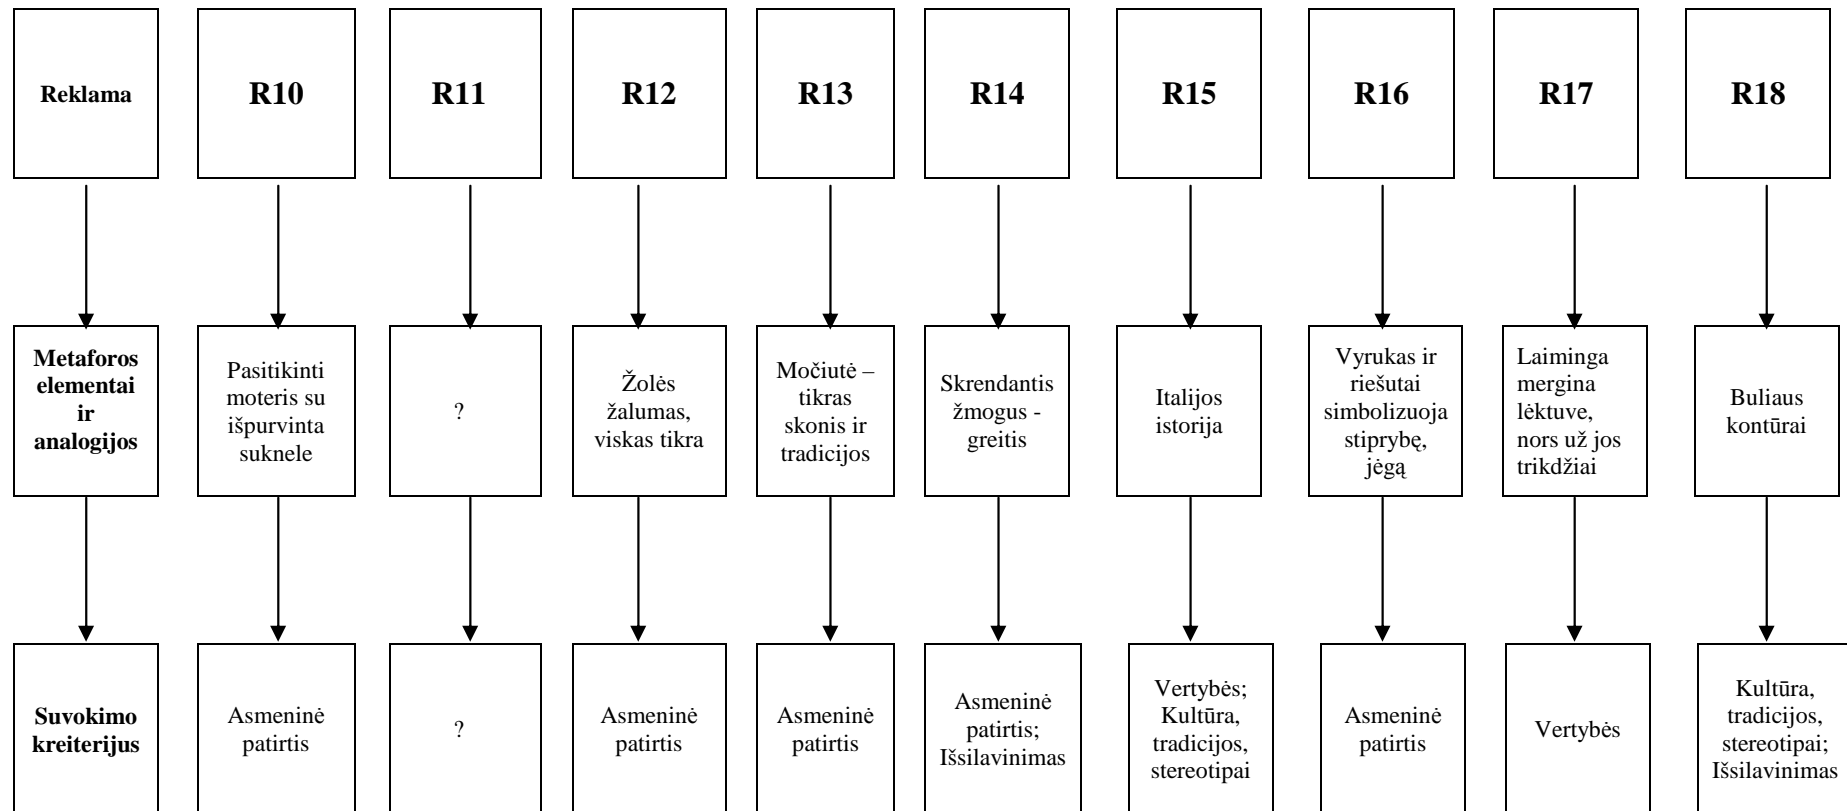 Reklama
R10
R11
R12
R13
R14
R15
R16
R17
R18
Metaforos
elementai
ir
analogijos
Pasitikinti
moteris su
išpurvinta
suknele
?
Žolės
žalumas,
viskas tikra
Močiutė –
tikras
skonis ir
tradicijos
Skrendantis
žmogus -
greitis
Italijos
istorija
Vyrukas ir
riešutai
simbolizuoja
stiprybę,
jėgą
Laiminga
mergina
lėktuve,
nors už jos
trikdžiai
Buliaus
kontūrai
Suvokimo
kreiterijus
Asmeninė
patirtis
?
Asmeninė
patirtis
Asmeninė
patirtis
Asmeninė
patirtis;
Išsilavinimas
Vertybės;
Kultūra,
tradicijos,
stereotipai
Asmeninė
patirtis
Vertybės
Kultūra,
tradicijos,
stereotipai;
Išsilavinimas